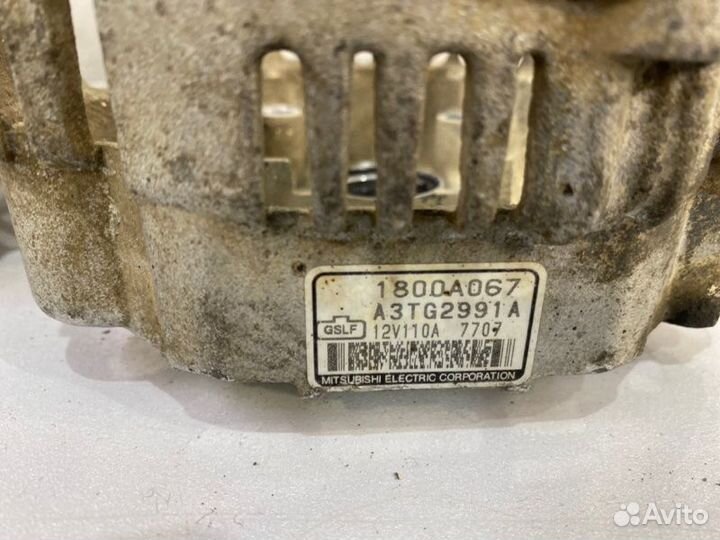 1800A067
A3TG2991A
GSLF 12V110A 7707
MITSUBISHI ELECTRIC CORPORATION
Avito